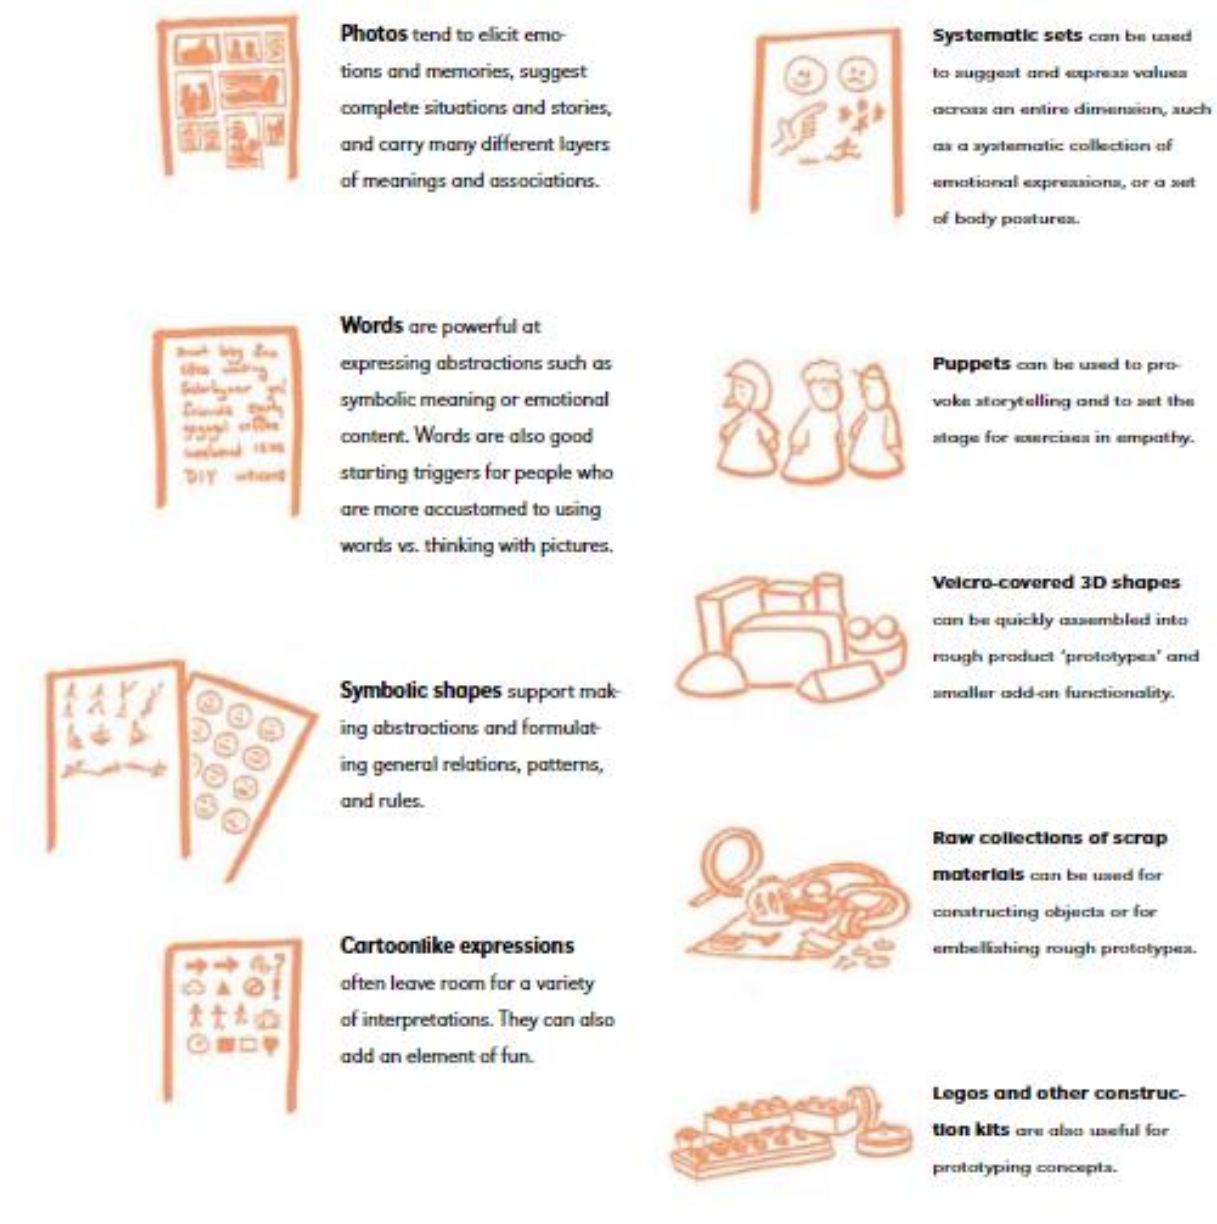 Photos tend to elicit emo-
tions and memories, suggest
complete situations and stories,
and carry many different layers
of meanings and associations.
Words are powerful at
expressing abstractions such as
symbolic meaning or emotional
content. Words are also good
starting triggers for people who
are more accustomed to using
words vs. thinking with pictures.
Symbolic shapes support mak-
ing abstractions and formulat-
ing general relations, patterns,
and rules.
Cartoonlike expressions
often leave room for a variety
of interpretations. They can also
add an element of fun.
Systematic sets can be used
to suggest and express values
across an entire dimension, such
as a systematic collection of
emotional expressions, or a set
of body postures.
Puppets can be used to pro-
voke storytelling and to set the
stage for exercises in empathy.
Velcro-covered 3D shapes
can be quickly assembled into
rough product 'prototypes' and
smaller add-on functionality.
Raw collections of scrap
materials can be used for
constructing objects or for
embellishing rough prototypes.
Legos and other construc-
tion kits are also useful for
prototyping concepts.
friends
weekend
DIY